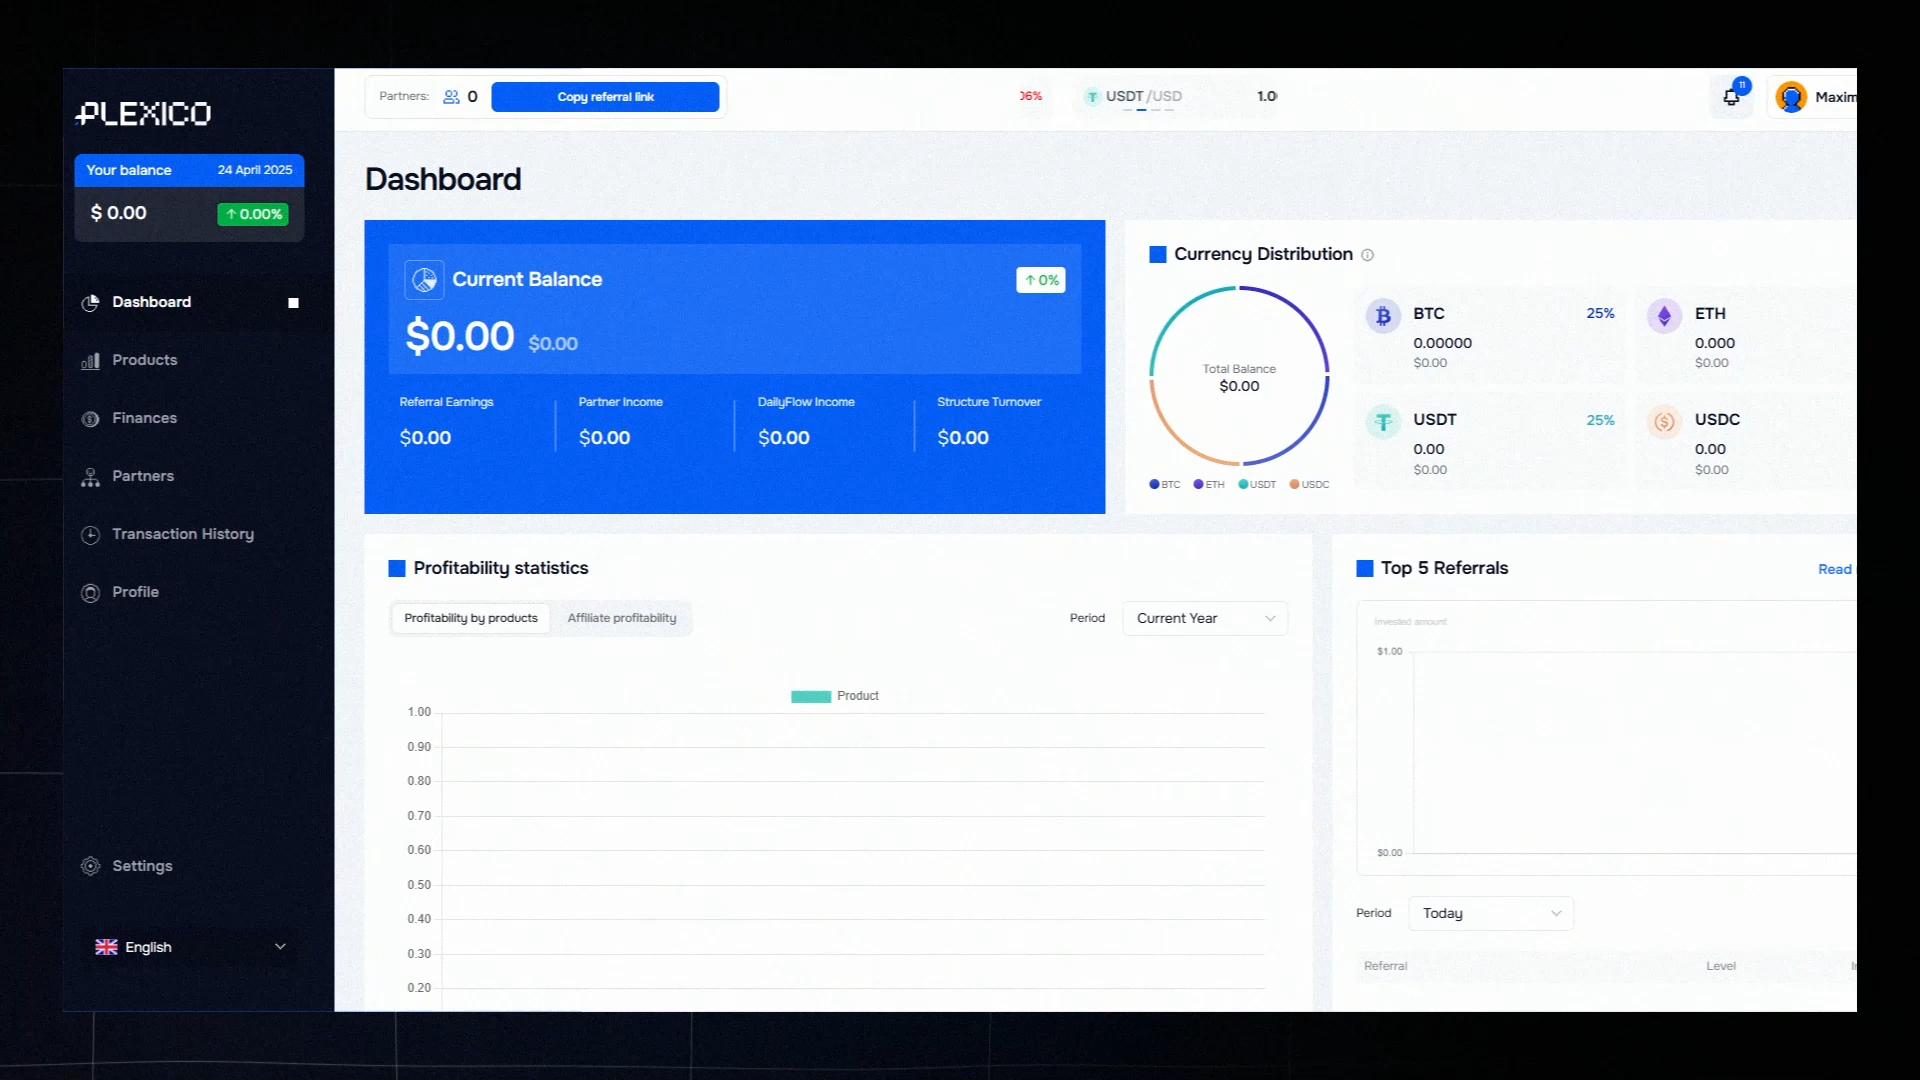 PLEXICO
Your balance
24 April 2025
$ 0.00
↑ 0.00%
Dashboard
Products
Finances
Partners
Transaction History
Profile
Settings
English
Partners:
0
Copy referral link
06%
USDT/USD
1.0
11
Maxim
Dashboard
Current Balance
↑ 0%
$0.00 $0.00
Referral Earnings
$0.00
Partner Income
$0.00
DailyFlow Income
$0.00
Structure Turnover
$0.00
Currency Distribution
Total Balance
$0.00
BTC ETH USDT USDC
BTC 25%
0.00000
$0.00
ETH
0.000
$0.00
USDT 25%
0.00
$0.00
USDC
0.00
$0.00
Profitability statistics
Profitability by products
Affiliate profitability
Period
Current Year
Product
1.00
0.90
0.80
0.70
0.60
0.50
0.40
0.30
0.20
Top 5 Referrals
Read
Invested amount
$1.00
$0.00
Period
Today
Referral
Level